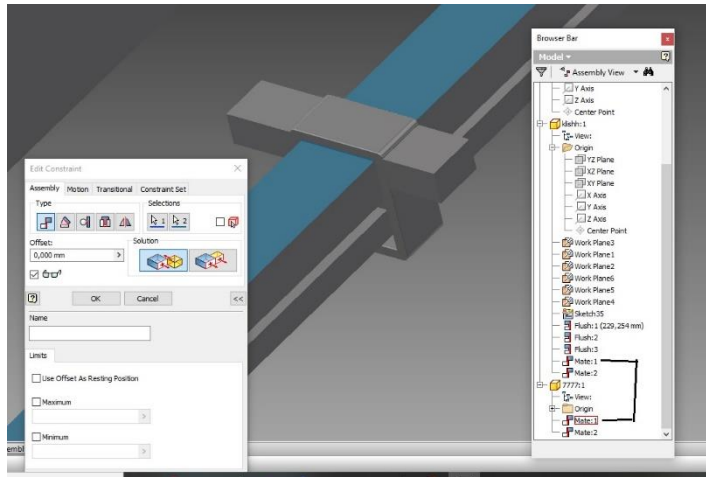 Browser Bar
Model
Assembly View
Y Axis
Z Axis
Center Point
klishh:1
View:
Origin
YZ Plane
XZ Plane
XY Plane
X Axis
Y Axis
Z Axis
Center Point
Work Plane3
Work Plane1
Work Plane2
Work Plane6
Work Plane5
Work Plane4
Sketch35
Flush:1 (229,254 mm)
Flush:2
Flush:3
Mate:1
Mate:2
7777:1
View:
Origin
Mate:1
Mate:2
Edit Constraint
Assembly Motion Transitional Constraint Set
Type Selections
1 2
Offset: Solution
0,000 mm >
OK Cancel <<
Name
Limits
Use Offset As Resting Position
Maximum
>
Minimum
>